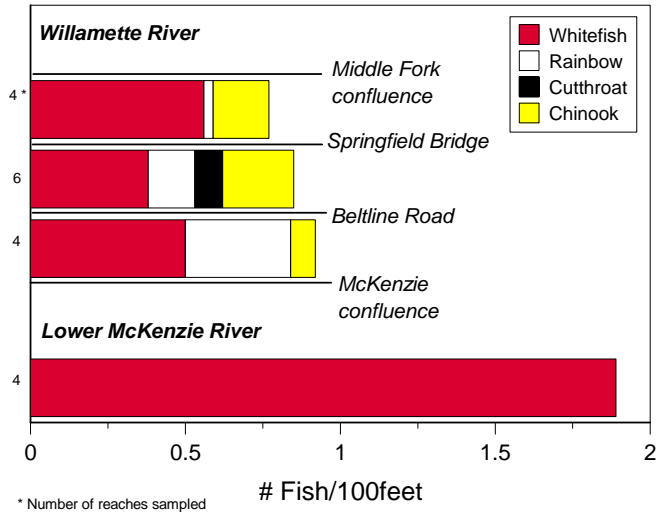 Willamette River
Whitefish
Rainbow
Cutthroat
Chinook
Middle Fork
confluence
4 *
Springfield Bridge
6
Beltline Road
4
McKenzie
confluence
Lower McKenzie River
4
0 0.5 1 1.5 2
# Fish/100feet
* Number of reaches sampled